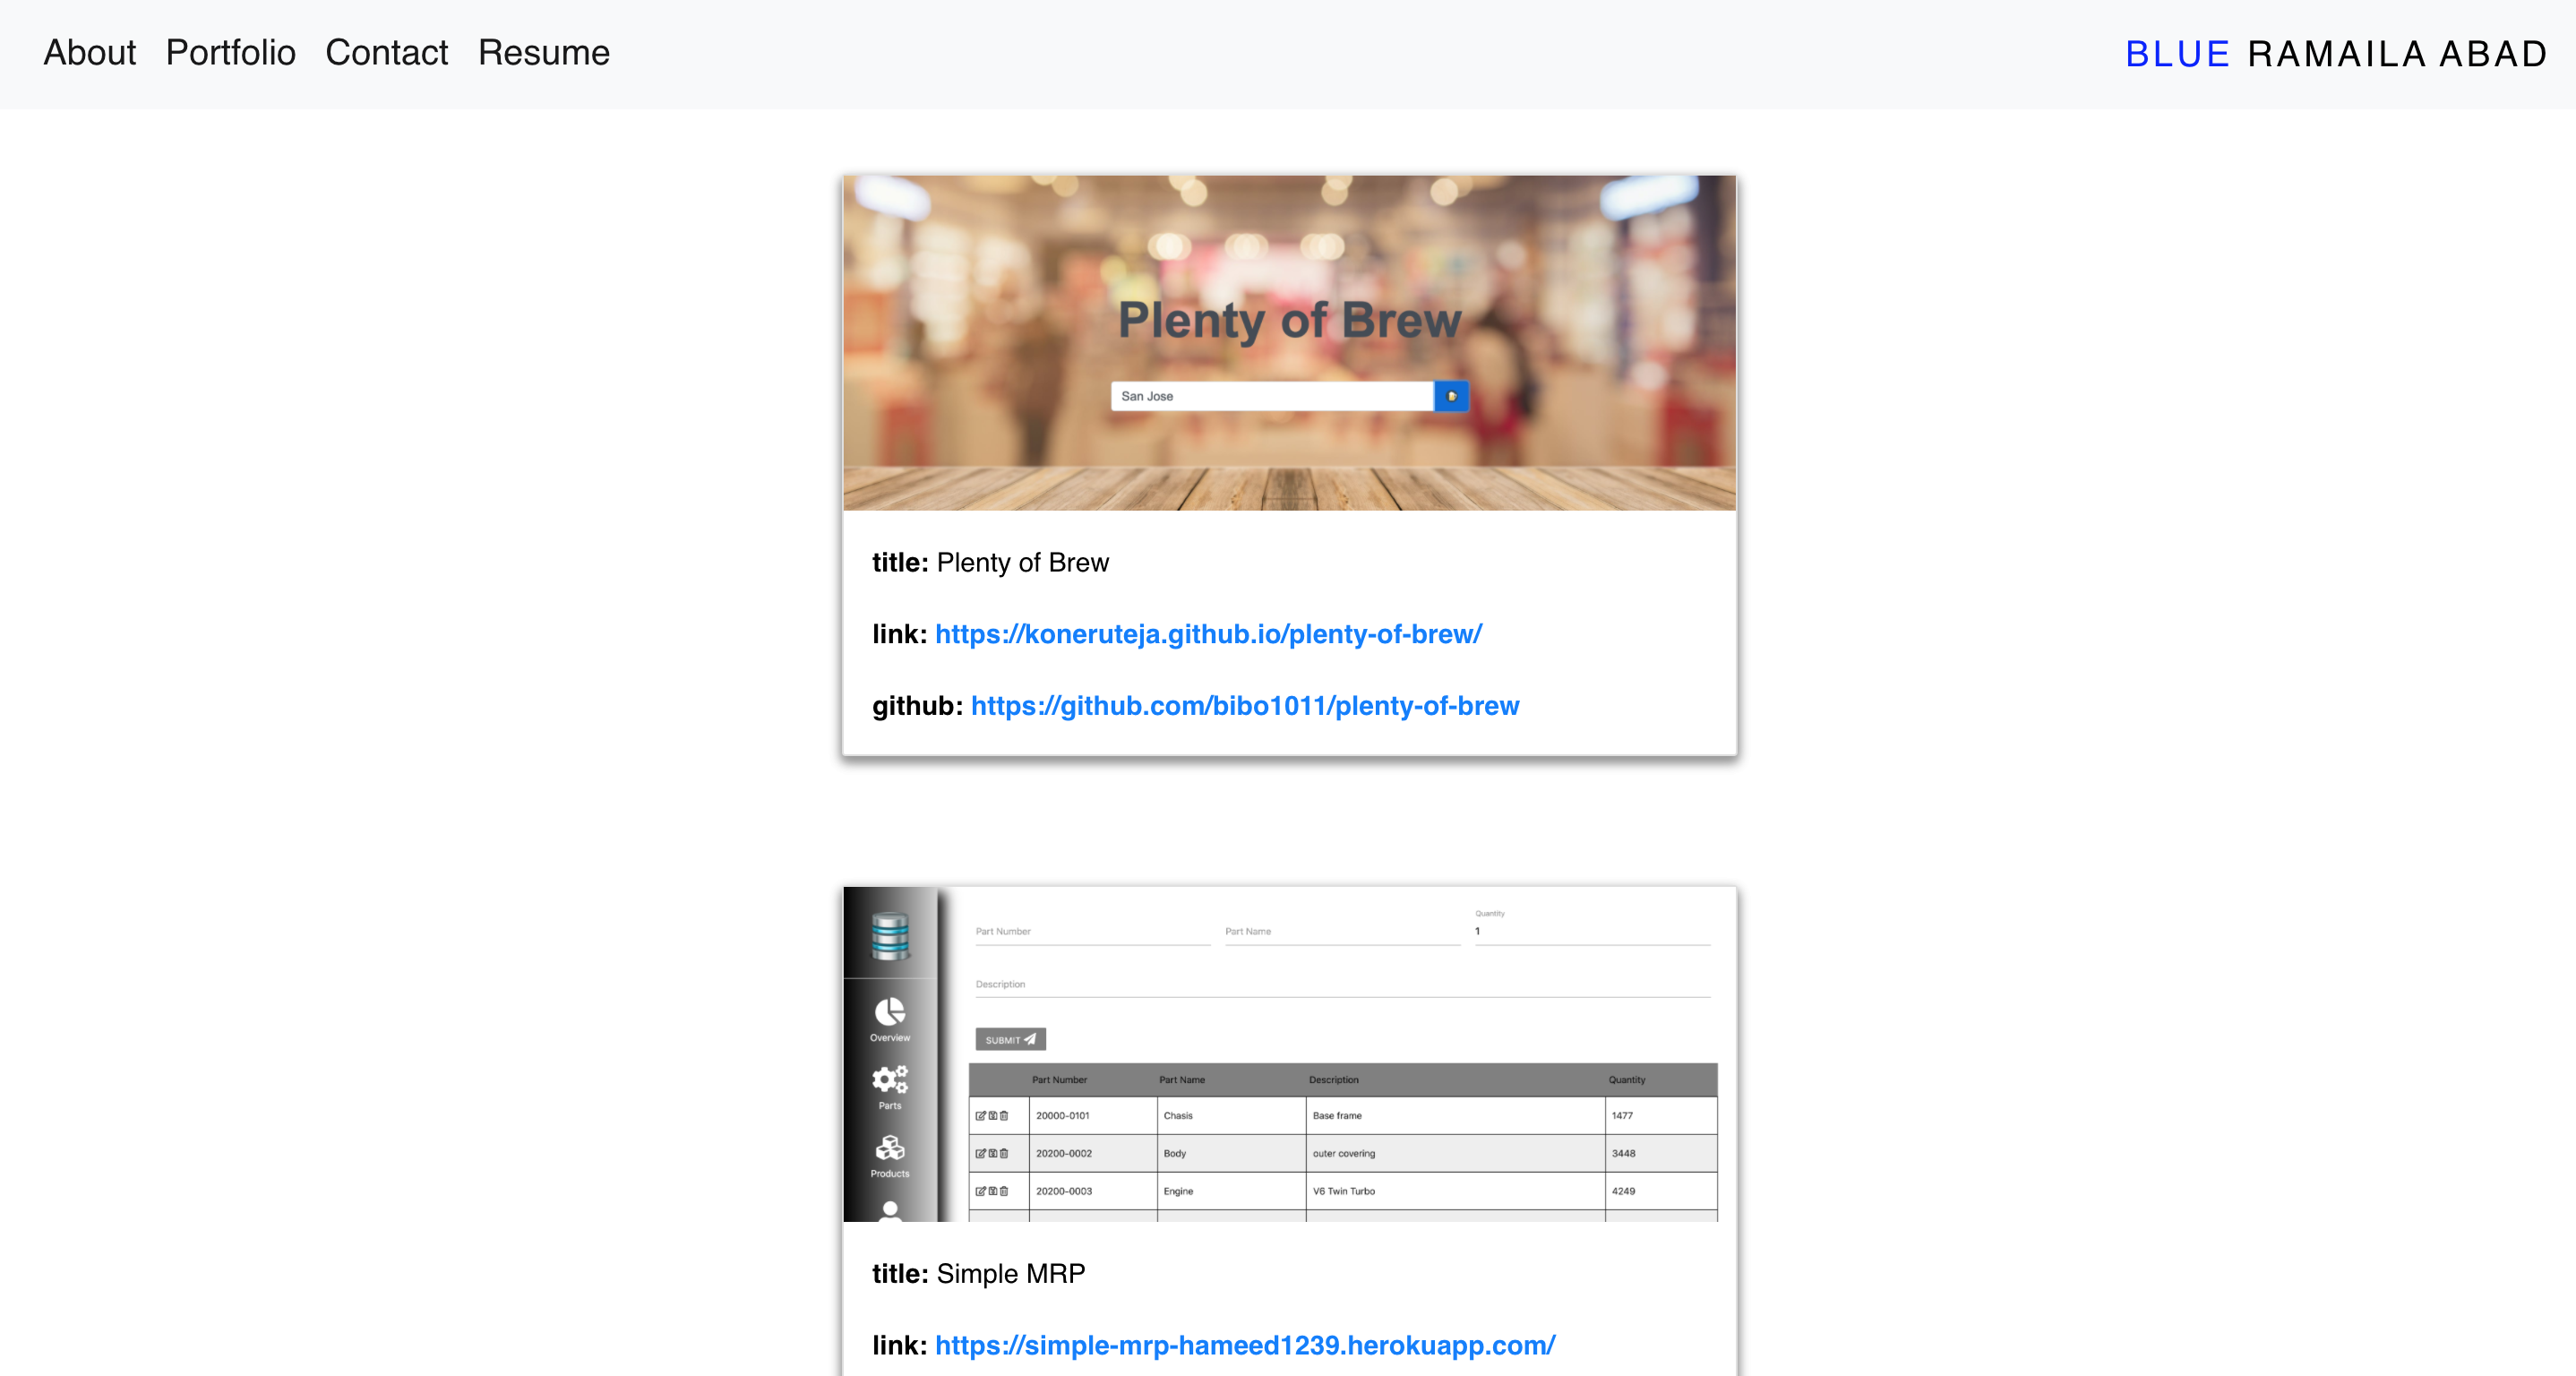 About Portfolio Contact Resume BLUE RAMAILA ABAD
Plenty of Brew
San Jose
title: Plenty of Brew
link: https://koneruteja.github.io/plenty-of-brew/
github: https://github.com/bibo1011/plenty-of-brew
Quantity
Part Number Part Name 1
Description
SUBMIT
Overview
Part Number Part Name Description Quantity
Parts
20000-0101 Chasis Base frame 1477
20200-0002 Body outer covering 3448
Products
20200-0003 Engine V6 Twin Turbo 4249
title: Simple MRP
link: https://simple-mrp-hameed1239.herokuapp.com/